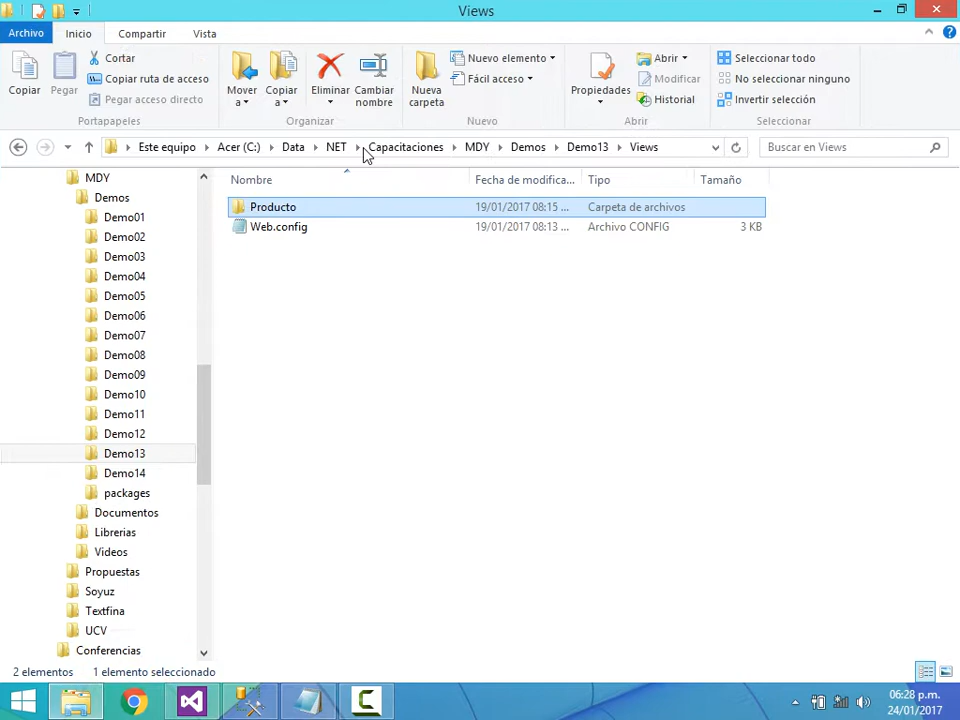 Views
Archivo Inicio Compartir Vista
Copiar Pegar Cortar Copiar ruta de acceso Pegar acceso directo
Mover a Copiar a Eliminar Cambiar nombre
Nueva carpeta Nuevo elemento Fácil acceso
Propiedades Abrir Modificar Historial
Seleccionar todo No seleccionar ninguno Invertir selección
Portapapeles Organizar Nuevo Abrir Seleccionar
Este equipo Acer (C:) Data NET Capacitaciones MDY Demos Demo13 Views Buscar en Views
Nombre Fecha de modifica... Tipo Tamaño
Producto 19/01/2017 08:15 ... Carpeta de archivos
Web.config 19/01/2017 08:13 ... Archivo CONFIG 3 KB
MDY
Demos
Demo01
Demo02
Demo03
Demo04
Demo05
Demo06
Demo07
Demo08
Demo09
Demo10
Demo11
Demo12
Demo13
Demo14
packages
Documentos
Librerias
Videos
Propuestas
Soyuz
Textfina
UCV
Conferencias
2 elementos 1 elemento seleccionado
06:28 p.m.
24/01/2017